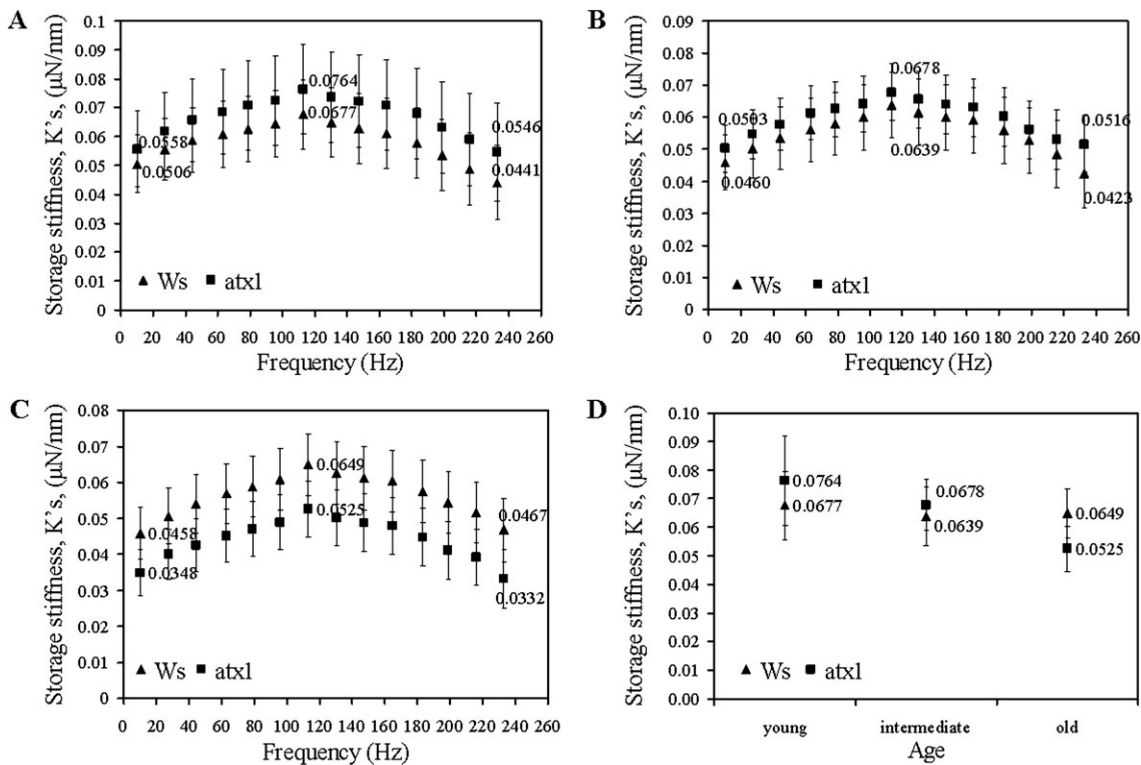 A
Storage stiffness, K’s, (µN/nm)
0.1
0.09
0.08
0.07
0.06
0.05
0.04
0.03
0.02
0.01
0
0.0764
0.0677
0.0558
0.0506
0.0546
0.0441
Ws
atx1
0 20 40 60 80 100 120 140 160 180 200 220 240 260
Frequency (Hz)
B
Storage stiffness, K’s, (µN/nm)
0.09
0.08
0.07
0.06
0.05
0.04
0.03
0.02
0.01
0
0.0678
0.0503
0.0516
0.0639
0.0460
0.0423
Ws
atx1
0 20 40 60 80 100 120 140 160 180 200 220 240 260
Frequency (Hz)
C
Storage stiffness, K’s, (µN/nm)
0.08
0.07
0.06
0.05
0.04
0.03
0.02
0.01
0
0.0649
0.0525
0.0458
0.0467
0.0348
0.0332
Ws
atx1
0 20 40 60 80 100 120 140 160 180 200 220 240 260
Frequency (Hz)
D
Storage stiffness, K’s, (µN/nm)
0.10
0.09
0.08
0.07
0.06
0.05
0.04
0.03
0.02
0.01
0.00
0.0764
0.0677
0.0678
0.0639
0.0649
0.0525
Ws
atx1
young intermediate old
Age